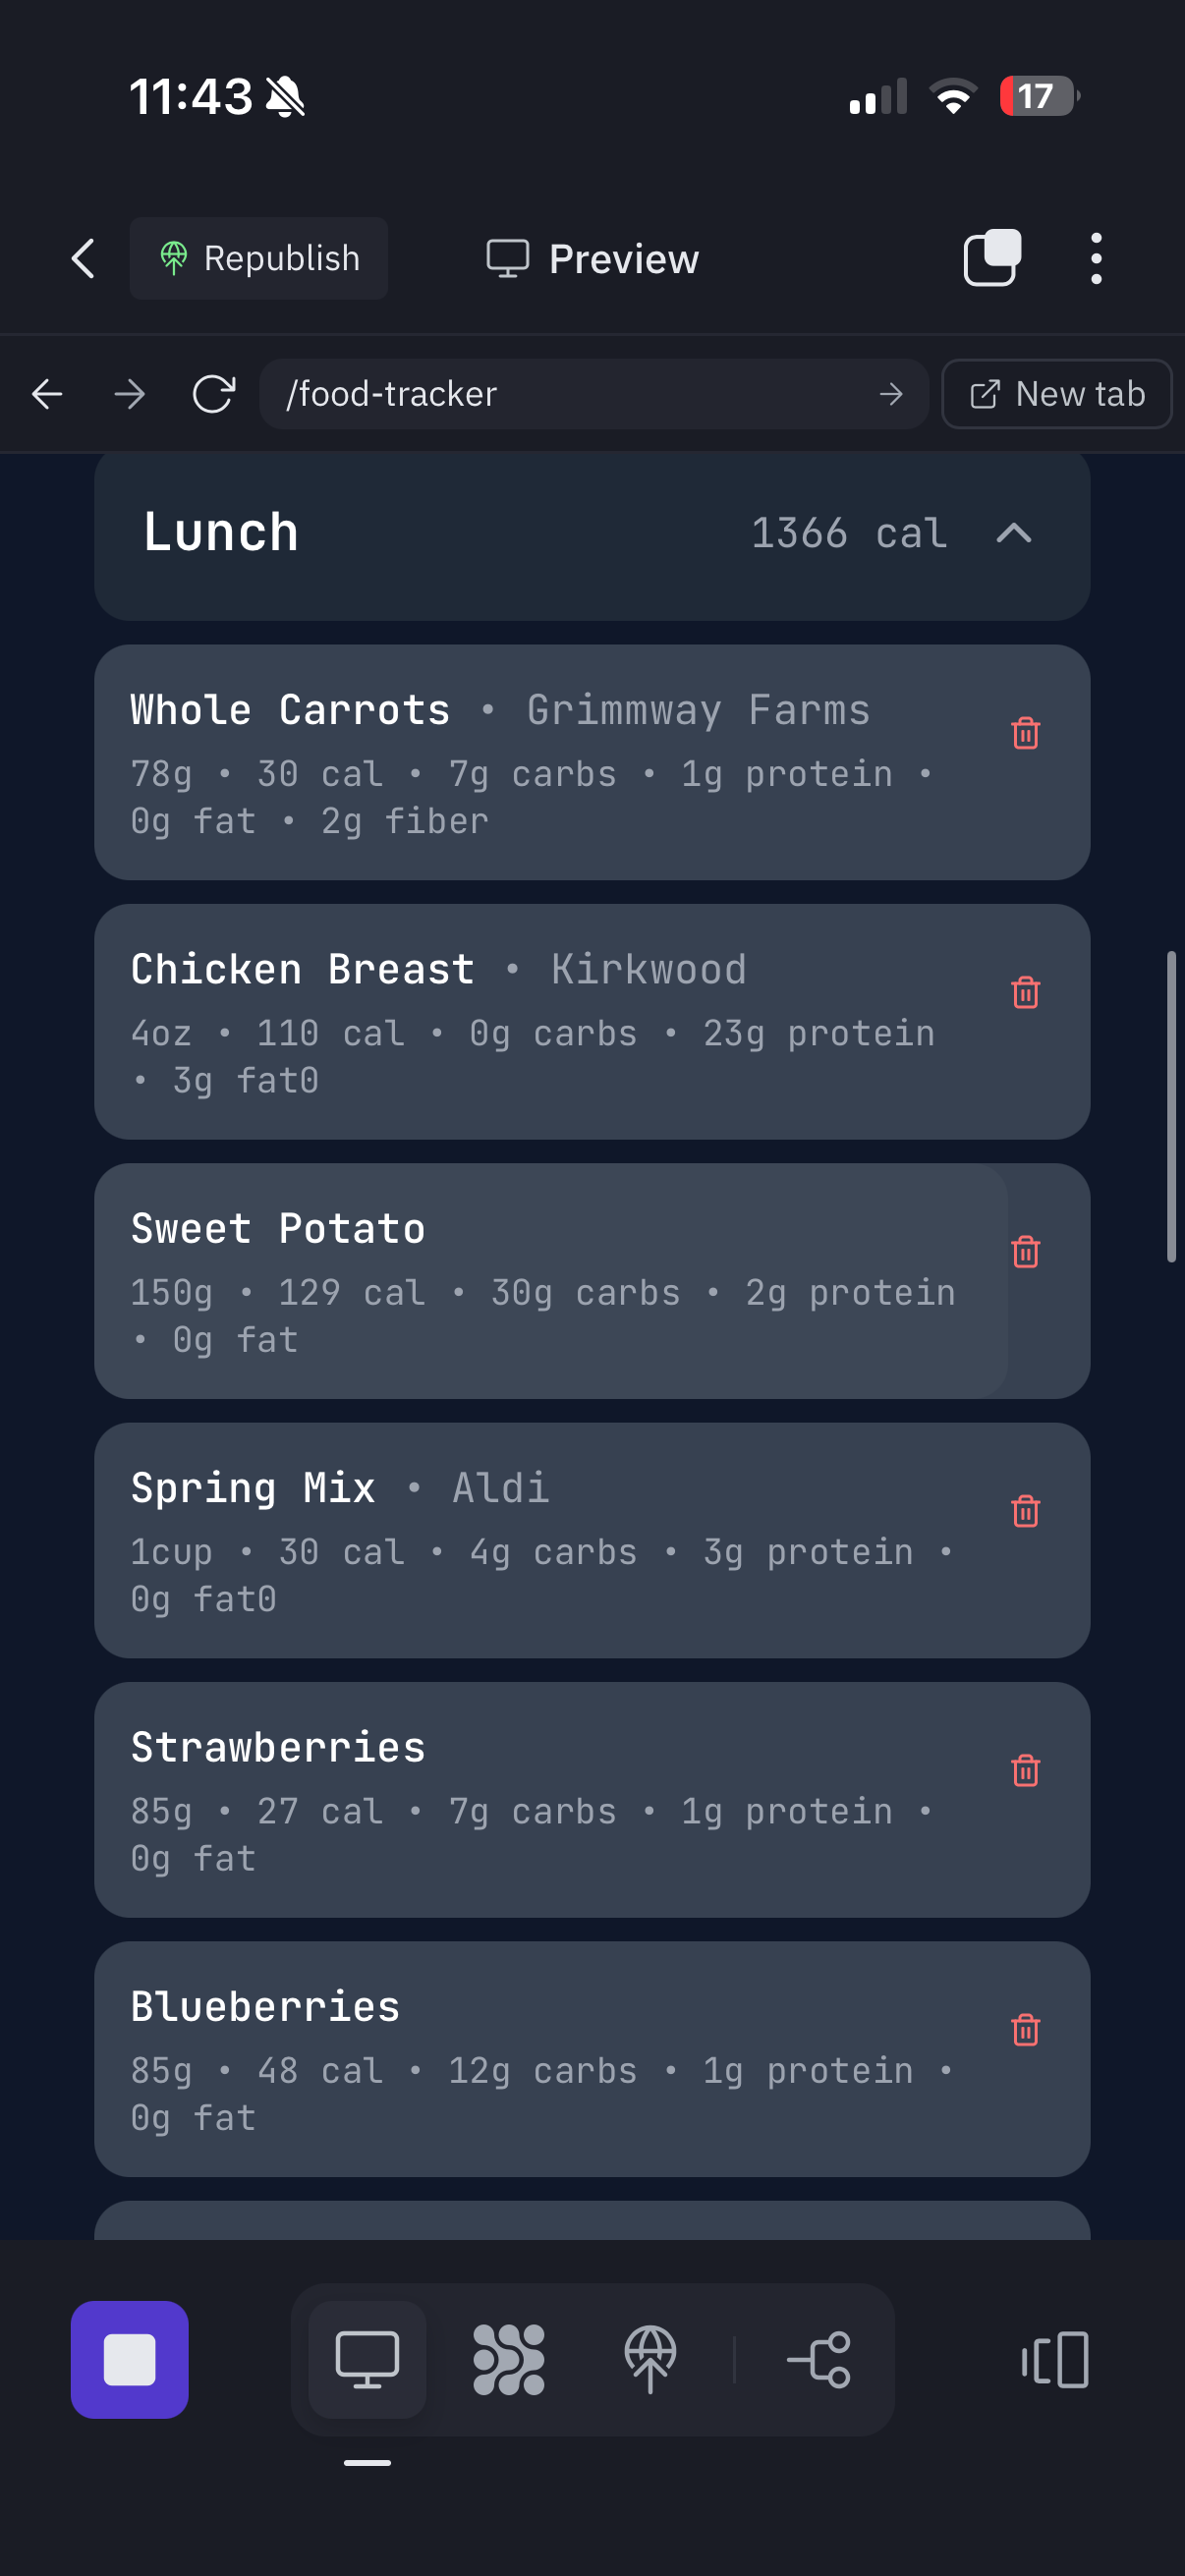 11:43
17
Republish
Preview
/food-tracker
New tab
Lunch
1366 cal
Whole Carrots • Grimmway Farms
78g • 30 cal • 7g carbs • 1g protein •
0g fat • 2g fiber
Chicken Breast • Kirkwood
4oz • 110 cal • 0g carbs • 23g protein
• 3g fat0
Sweet Potato
150g • 129 cal • 30g carbs • 2g protein
• 0g fat
Spring Mix • Aldi
1cup • 30 cal • 4g carbs • 3g protein •
0g fat0
Strawberries
85g • 27 cal • 7g carbs • 1g protein •
0g fat
Blueberries
85g • 48 cal • 12g carbs • 1g protein •
0g fat